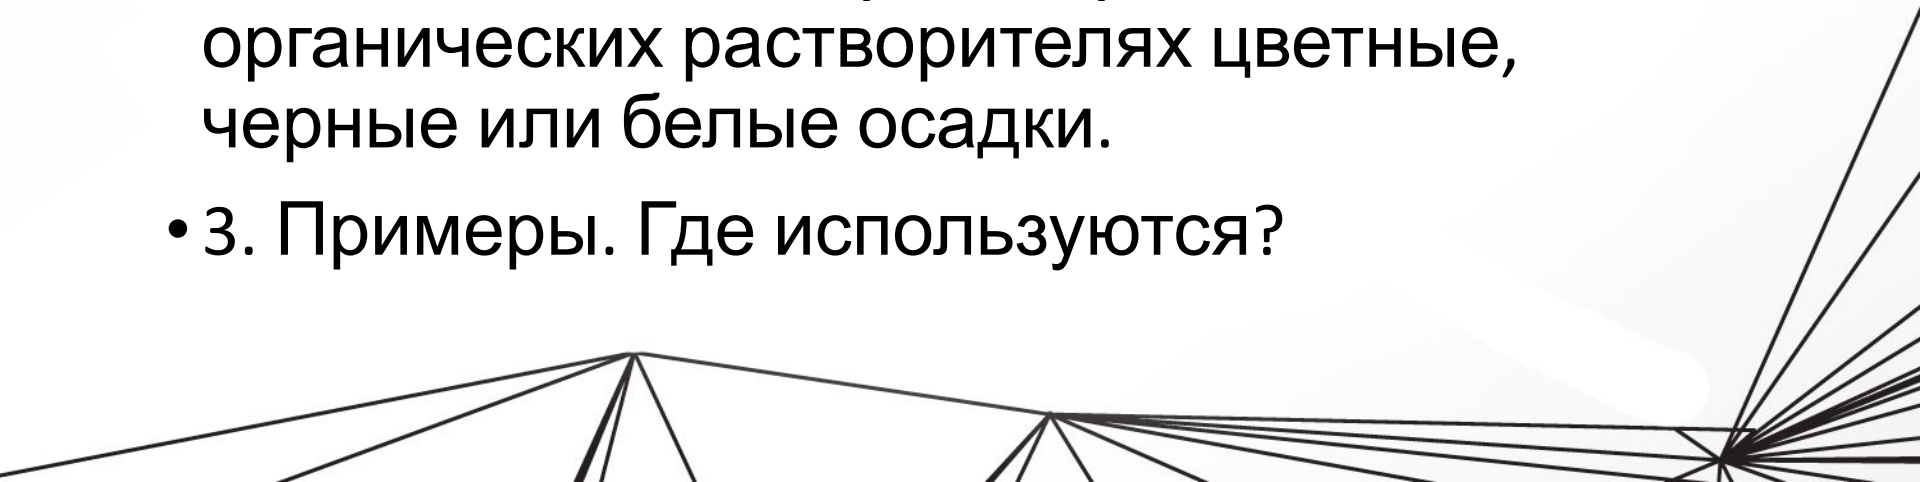 органических растворителях цветные,
черные или белые осадки.
• 3. Примеры. Где используются?